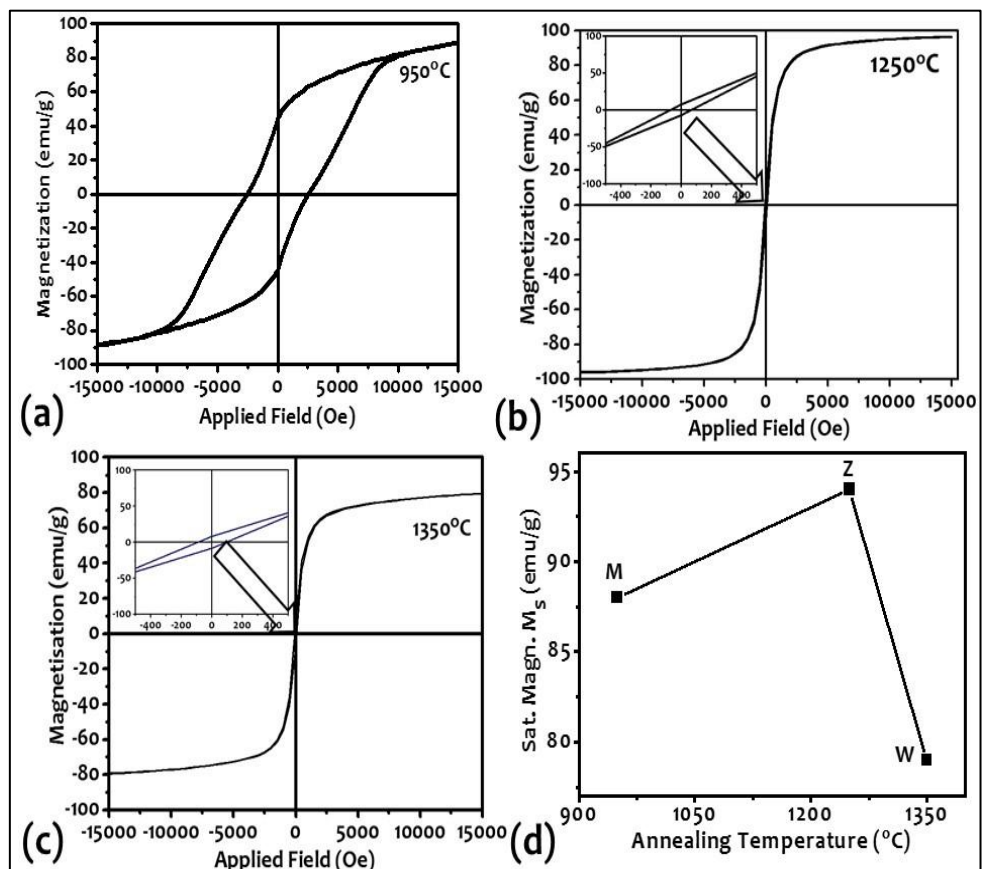 100
80
60
40
20
0
-20
-40
-60
-80
-100
Magnetization (emu/g)
950°C
-15000 -10000 -5000 0 5000 10000 15000
Applied Field (Oe)
(a)
100
80
60
40
20
0
-20
-40
-60
-80
-100
Magnetization (emu/g)
100
50
0
-50
-100
-400 -200 0 200 400
1250°C
-15000 -10000 -5000 0 5000 10000 15000
Applied Field (Oe)
(b)
100
80
60
40
20
0
-20
-40
-60
-80
-100
Magnetisation (emu/g)
100
50
0
-50
-100
-400 -200 0 200 400
1350°C
-15000 -10000 -5000 0 5000 10000 15000
Applied Field (Oe)
(c)
95
90
85
80
Sat. Magn. Ms (emu/g)
M
Z
W
900 1050 1200 1350
Annealing Temperature (°C)
(d)